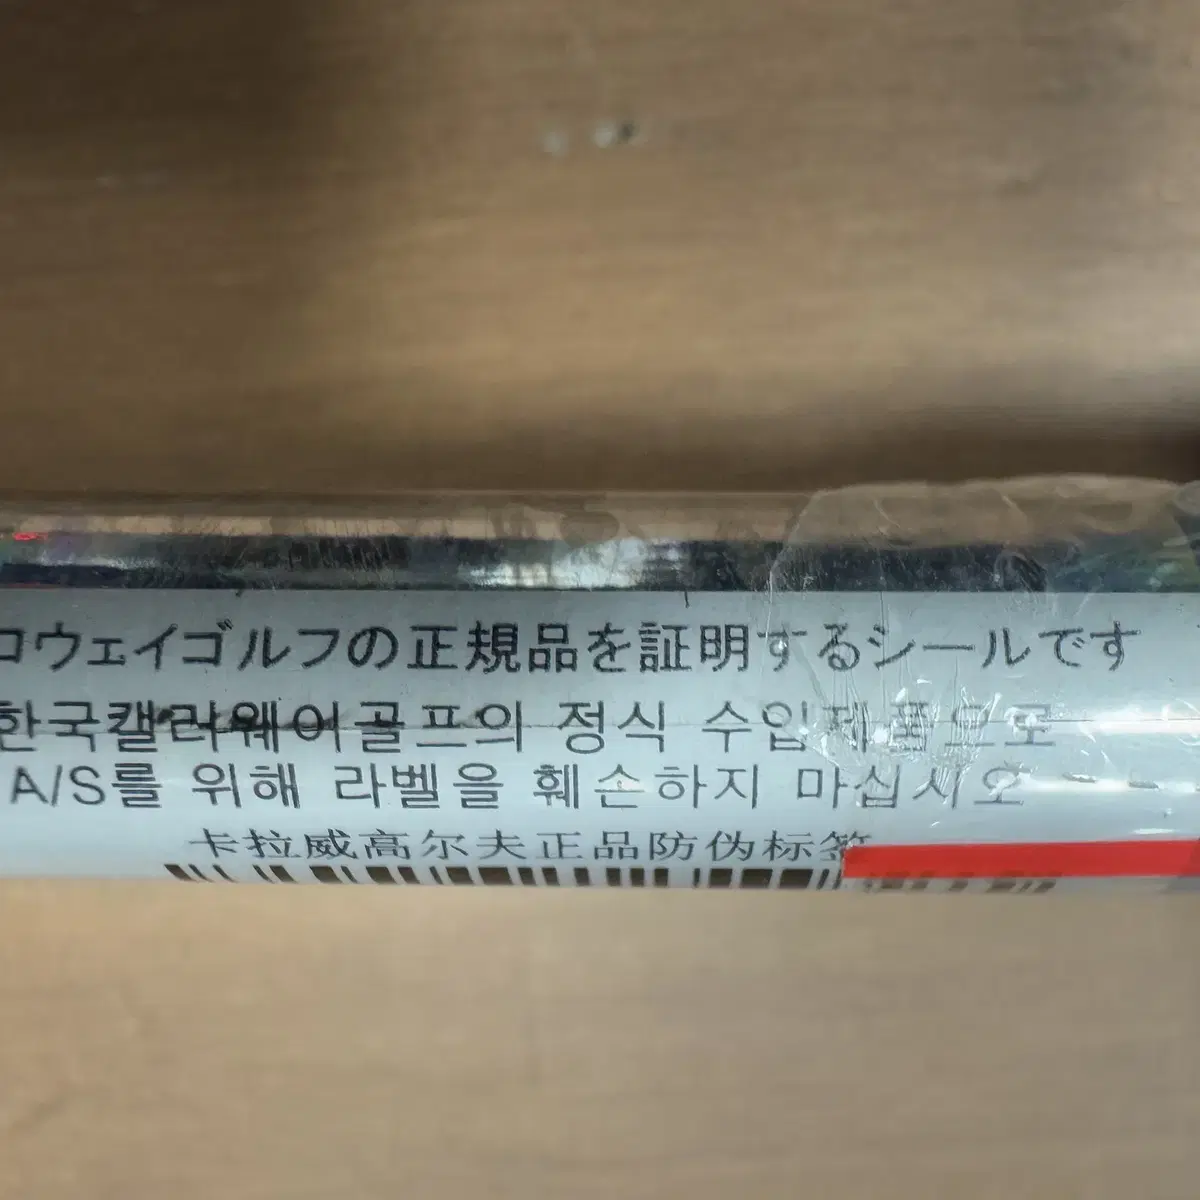 ロウェイゴルフの正規品を証明するシールです
한국캘러웨이골프의 정식 수입제품으로
A/S를 위해 라벨을 훼손하지 마십시오
卡拉威高尔夫正品防伪标签